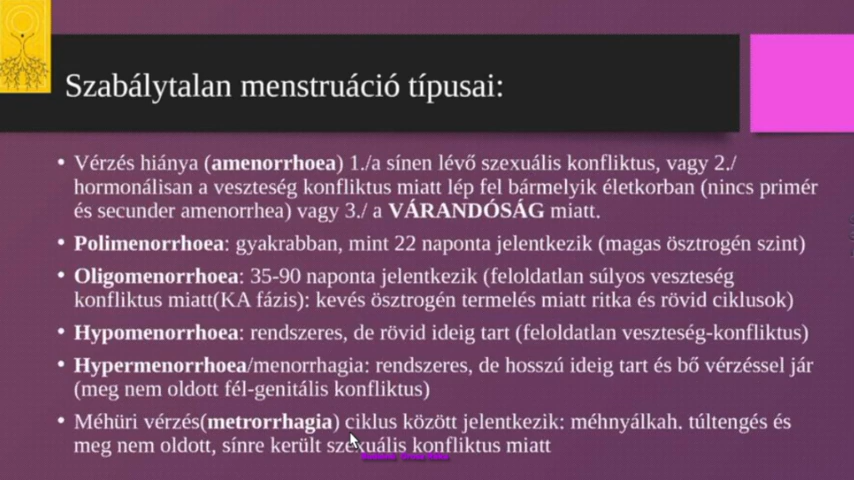 Szabálytalan menstruáció típusai:
• Vérzés hiánya (amenorrhoea) 1./a sínen lévő szexuális konfliktus, vagy 2./
hormonálisan a veszteség konfliktus miatt lép fel bármelyik életkorban (nincs primér
és secunder amenorrhea) vagy 3./ a VÁRANDÓSÁG miatt.
• Polimenorrhoea: gyakrabban, mint 22 naponta jelentkezik (magas ösztrogén szint)
• Oligomenorrhoea: 35-90 naponta jelentkezik (feloldatlan súlyos veszteség
konfliktus miatt(KA fázis): kevés ösztrogén termelés miatt ritka és rövid ciklusok)
• Hypomenorrhoea: rendszeres, de rövid ideig tart (feloldatlan veszteség-konfliktus)
• Hypermenorrhoea/menorrhagia: rendszeres, de hosszú ideig tart és bő vérzéssel jár
(meg nem oldott fél-genitális konfliktus)
• Méhüri vérzés(metrorrhagia) ciklus között jelentkezik: méhnyálkah. túltengés és
meg nem oldott, sínre került szexuális konfliktus miatt